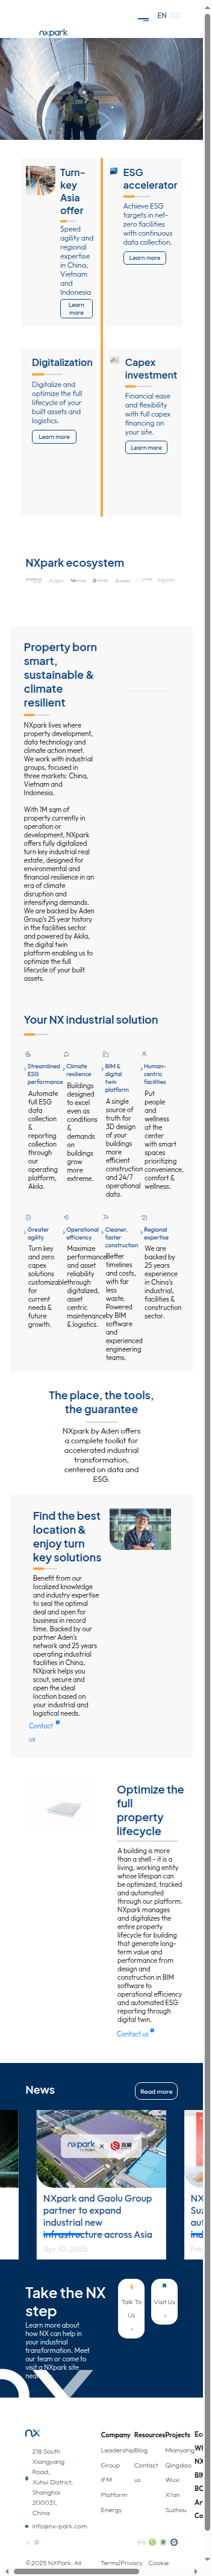 nxpark
EN
Turn-
key
Asia
offer
Speed
agility and
regional
expertise
in China,
Vietnam
and
Indonesia
Learn
more
ESG
accelerator
Achieve ESG
targets in net-
zero facilities
with continuous
data collection.
Learn more
Digitalization
Digitalize and
optimize the full
lifecycle of your
built assets and
logistics.
Learn more
Capex
investment
Financial ease
and flexibility
with full capex
financing on
your site.
Learn more
NXpark ecosystem
Property born
smart,
sustainable &
climate
resilient
NXpark lives where
property development,
data technology and
climate action meet.
We work with industrial
groups, focused in
three markets: China,
Vietnam and
Indonesia.
With 1M sqm of
property currently in
operation or
development, NXpark
offers fully digitalized
turn key industrial real
estate, designed for
environmental and
financial resilience in an
era of climate
disruption and
intensifying demands.
We are backed by Aden
Group's 25 year history
in the facilities sector
and powered by Akila,
the digital twin
platform enabling us to
optimize the full
lifecycle of your built
assets.
Your NX industrial solution
Streamlined
ESG
performance
Automate
full ESG
data
collection
&
reporting
collection
through
our
operating
platform,
Akila.
Climate
resilience
Buildings
designed
to excel
even as
conditions
&
demands
on
buildings
grow
more
extreme.
BIM &
digital
twin
platform
A single
source of
truth for
3D design
of your
buildings
more
efficient
construction
and 24/7
operational
data.
Human-
centric
facilities
Put
people
and
wellness
at the
center
with smart
spaces
prioritizing
convenience,
comfort &
wellness.
Greater
agility
Turn key
and zero
capex
solutions
customizable
for
current
needs &
future
growth.
Operational
efficiency
Maximize
performance
and asset
reliability
through
digitalized,
asset
centric
maintenance
& logistics.
Cleaner,
faster
construction
Better
timelines
and costs,
with far
less
waste.
Powered
by BIM
software
and
experienced
engineering
teams.
Regional
expertise
We are
backed by
25 years
experience
in China's
industrial,
facilities &
construction
sector.
The place, the tools,
the guarantee
NXpark by Aden offers
a complete toolkit for
accelerated industrial
transformation,
centered on data and
ESG.
Find the best
location &
enjoy turn
key solutions
Benefit from our
localized knowledge
and industry expertise
to seal the optimal
deal and open for
business in record
time. Backed by our
partner Aden's
network and 25 years
operating industrial
facilities in China,
NXpark helps you
scout, secure and
open the ideal
location based on
your industrial and
logistical needs.
Contact
us
Optimize the
full
property
lifecycle
A building is more
than a shell - it is a
living, working entity
whose lifespan can
be optimized, tracked
and automated
through our platform.
NXpark manages
and digitalizes the
entire property
lifecycle for building
that generate long-
term value and
performance from
design and
construction in BIM
software to
operational efficiency
and automated ESG
reporting through
digital twin.
Contact us
News
Read more
nxpark
by Aden
×
高瓴
NXpark and Gaolu Group
partner to expand
industrial new
infrastructure across Asia
Apr 10, 2025
Take the NX
step
Learn more about
how NX can help in
your industrial
transformation. Meet
our team or come to
visit a NXpark site
near
Talk To
Us
Visit Us
NX
218 South
Xiangyang
Road,
Xuhui District,
Shanghai
200031,
China
info@nx-park.com
Company
Leadership
Group
IFM
Platform
Energy
Resources
Blog
Contact
us
Projects
Mianyang
Qingdao
Wuxi
Xi'an
Suzhou
©2025 NXPark. All
Terms|Privacy
Cookie